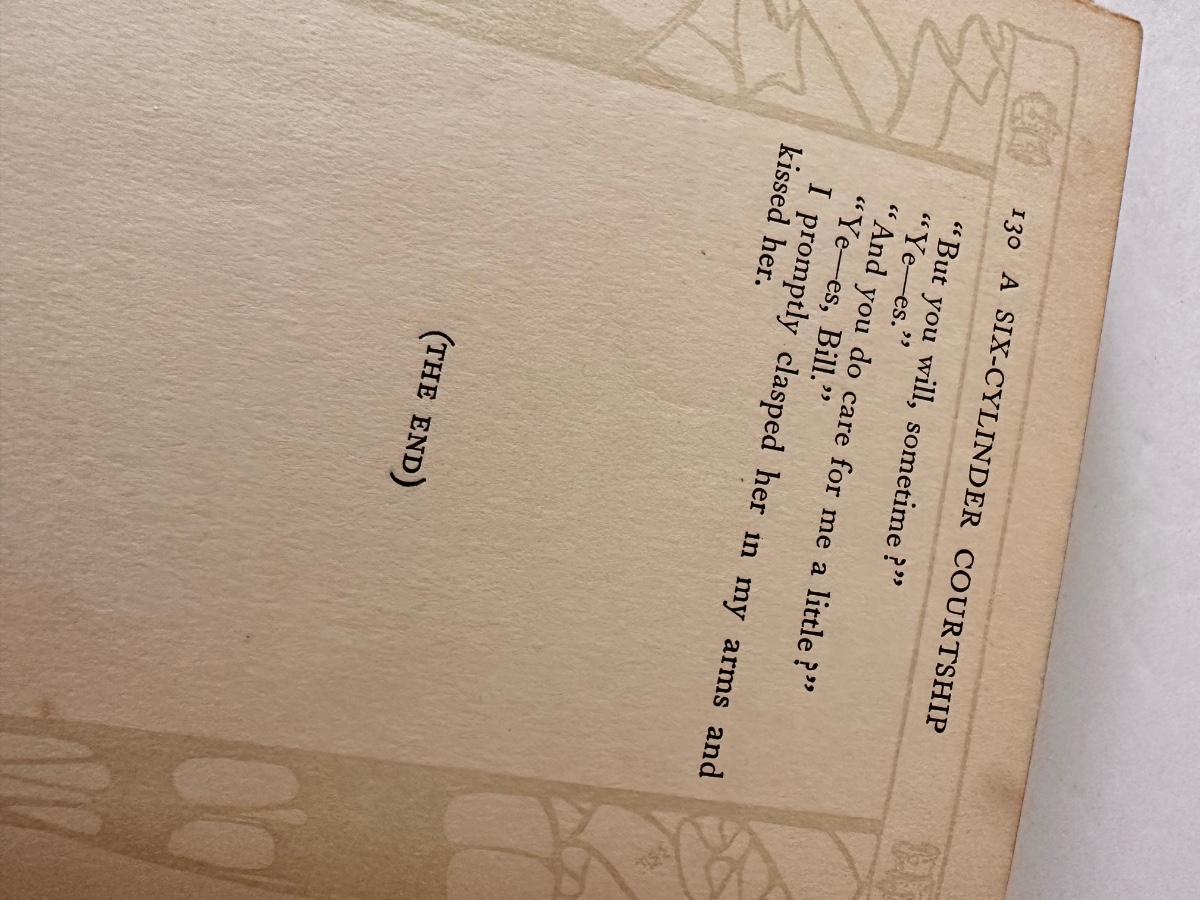 130 A SIX-CYLINDER COURTSHIP
“But you will, sometime?”
“Ye—es.”
“And you do care for me a little?”
“Ye—es, Bill.”
I promptly clasped her in my arms and
kissed her.
(THE END)